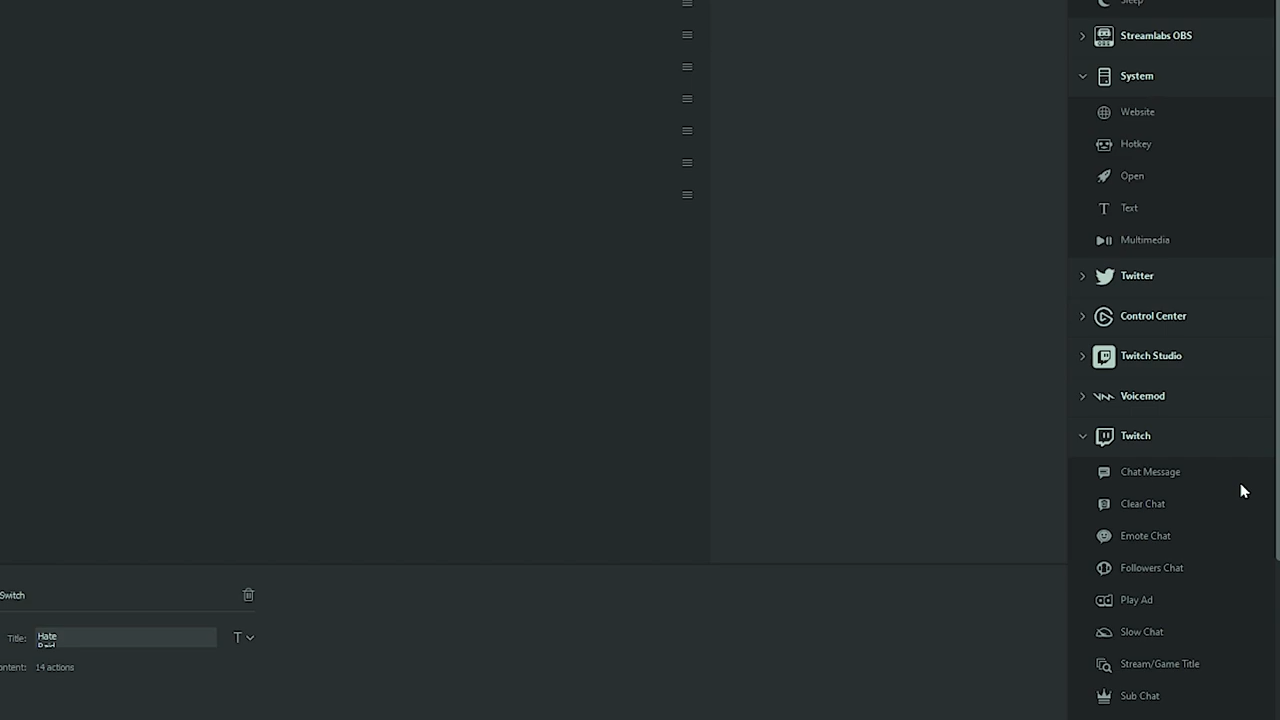 Sleep
Streamlabs OBS
System
Website
Hotkey
Open
Text
Multimedia
Twitter
Control Center
Twitch Studio
Voicemod
Twitch
Chat Message
Clear Chat
Emote Chat
Followers Chat
Play Ad
Slow Chat
Stream/Game Title
Sub Chat
Switch
Title: Hate
Raid
ontent: 14 actions